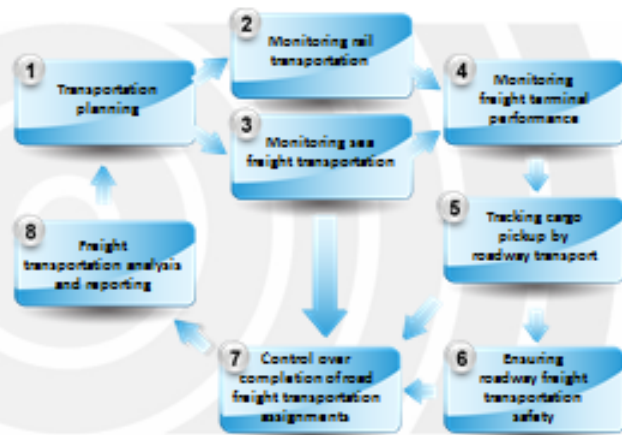 1
Transportation
planning
2
Monitoring rail
transportation
3
Monitoring sea
freight transportation
4
Monitoring
freight terminal
performance
5
Tracking cargo
pickup by
roadway transport
6
Ensuring
roadway freight
transportation
safety
7
Control over
completion of road
freight transportation
assignments
8
Freight
transportation analysis
and reporting